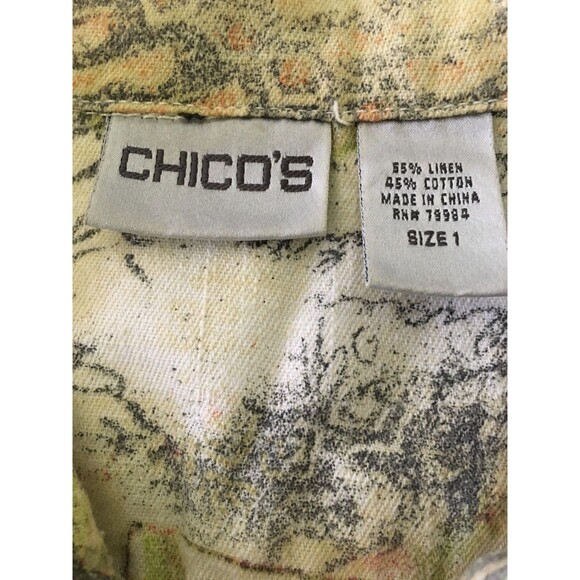 CHICO'S
55% LINEN
45% COTTON
MADE IN CHINA
RN# 79984
SIZE 1